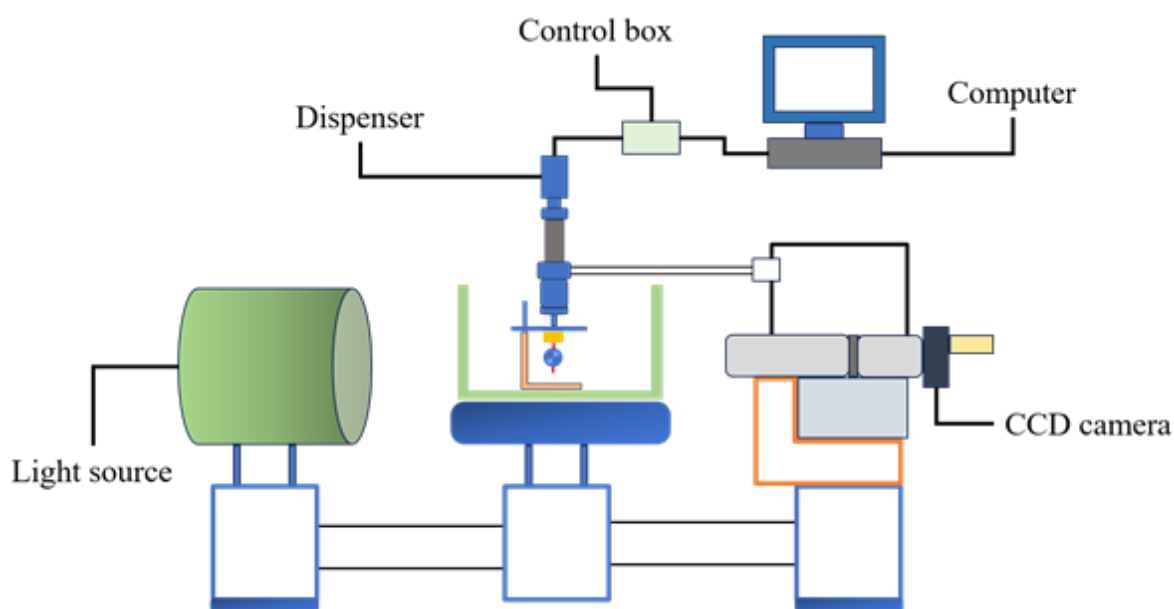 Control box
Computer
Dispenser
CCD camera
Light source